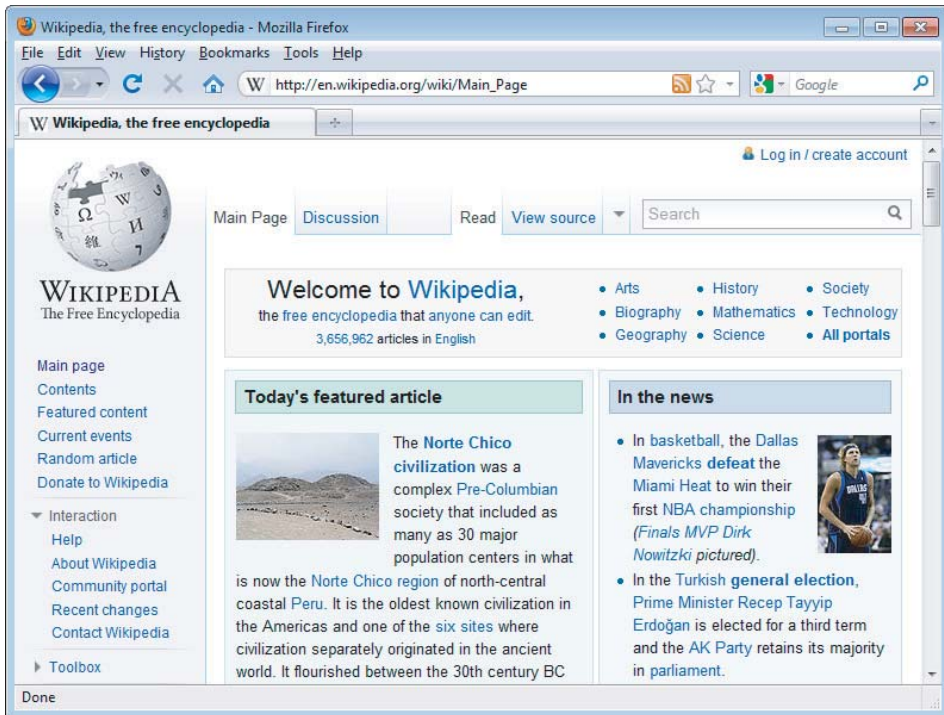 Wikipedia, the free encyclopedia - Mozilla Firefox
File Edit View History Bookmarks Tools Help
W http://en.wikipedia.org/wiki/Main_Page Google
W Wikipedia, the free encyclopedia
Log in / create account
Main Page Discussion Read View source Search
Ω W И
7
WIKIPEDIA
The Free Encyclopedia
Main page
Contents
Featured content
Current events
Random article
Donate to Wikipedia
Interaction
Help
About Wikipedia
Community portal
Recent changes
Contact Wikipedia
Toolbox
Welcome to Wikipedia,
the free encyclopedia that anyone can edit.
3,656,962 articles in English
• Arts • History • Society
• Biography • Mathematics • Technology
• Geography • Science • All portals
Today's featured article
The Norte Chico
civilization was a
complex Pre-Columbian
society that included as
many as 30 major
population centers in what
is now the Norte Chico region of north-central
coastal Peru. It is the oldest known civilization in
the Americas and one of the six sites where
civilization separately originated in the ancient
world. It flourished between the 30th century BC
In the news
• In basketball, the Dallas
Mavericks defeat the
Miami Heat to win their
first NBA championship
(Finals MVP Dirk
Nowitzki pictured).
• In the Turkish general election,
Prime Minister Recep Tayyip
Erdoğan is elected for a third term
and the AK Party retains its majority
in parliament.
Done